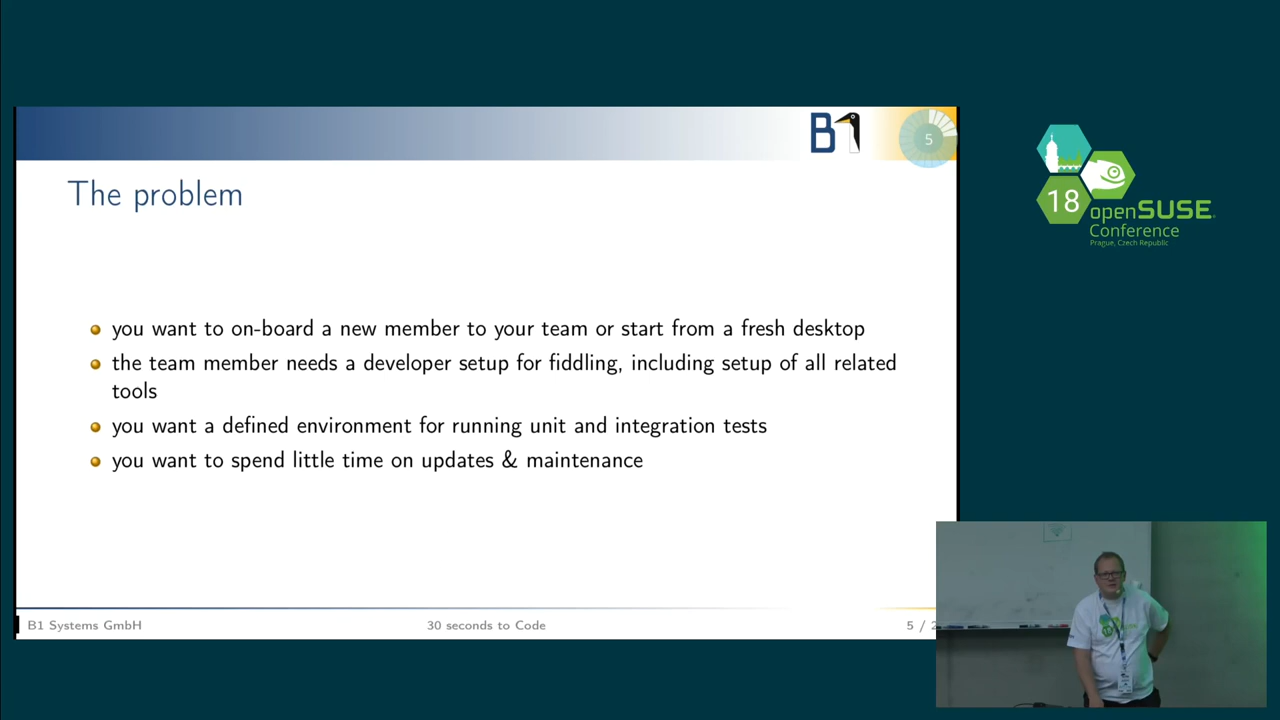 B1
5
The problem
you want to on-board a new member to your team or start from a fresh desktop
the team member needs a developer setup for fiddling, including setup of all related
tools
you want a defined environment for running unit and integration tests
you want to spend little time on updates & maintenance
B1 Systems GmbH
30 seconds to Code
5 / 2
18
openSUSE
Conference
Prague, Czech Republic